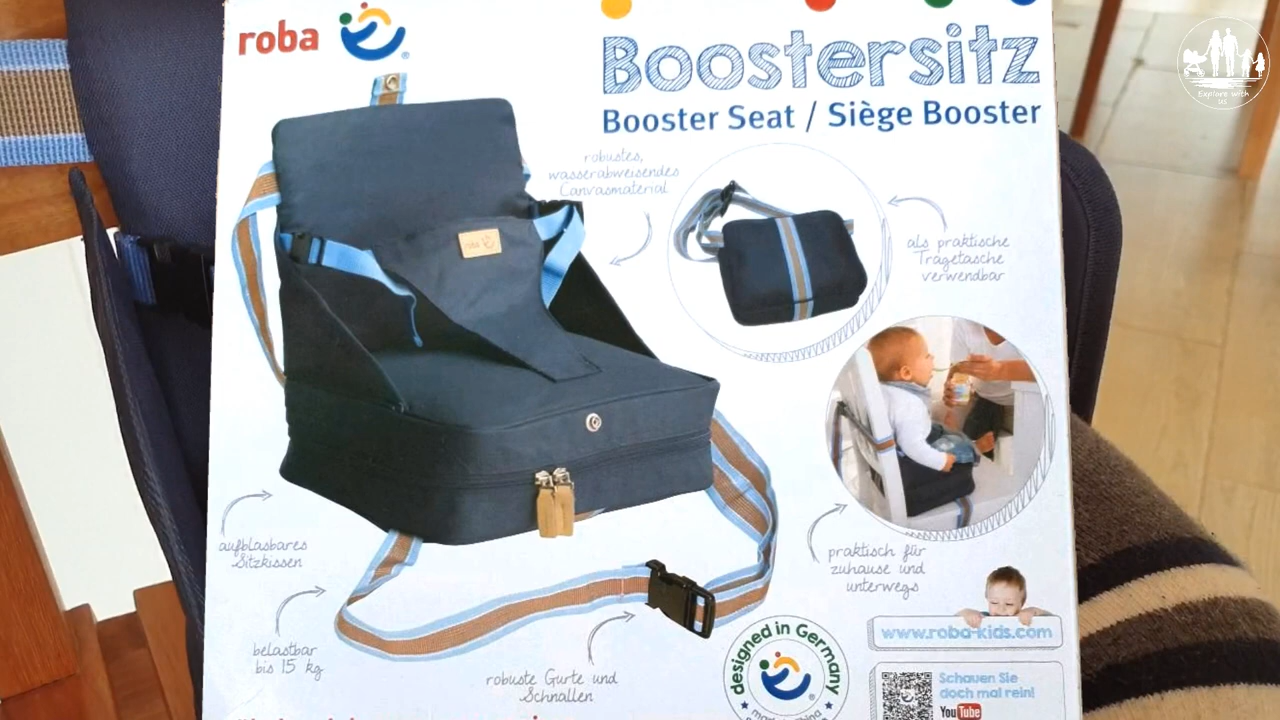 roba
Boostersitz
Booster Seat / Siège Booster
Explore with
us
robustes,
wasserabweisendes
Canvasmaterial
als praktische
Tragetasche
verwendbar
roba
aufblasbares
Sitzkissen
praktisch für
zuhause und
unterwegs
belastbar
bis 15 kg
robuste Gurte und
Schnallen
designed in Germany
www.roba-kids.com
Schauen Sie
doch mal rein!
YouTube